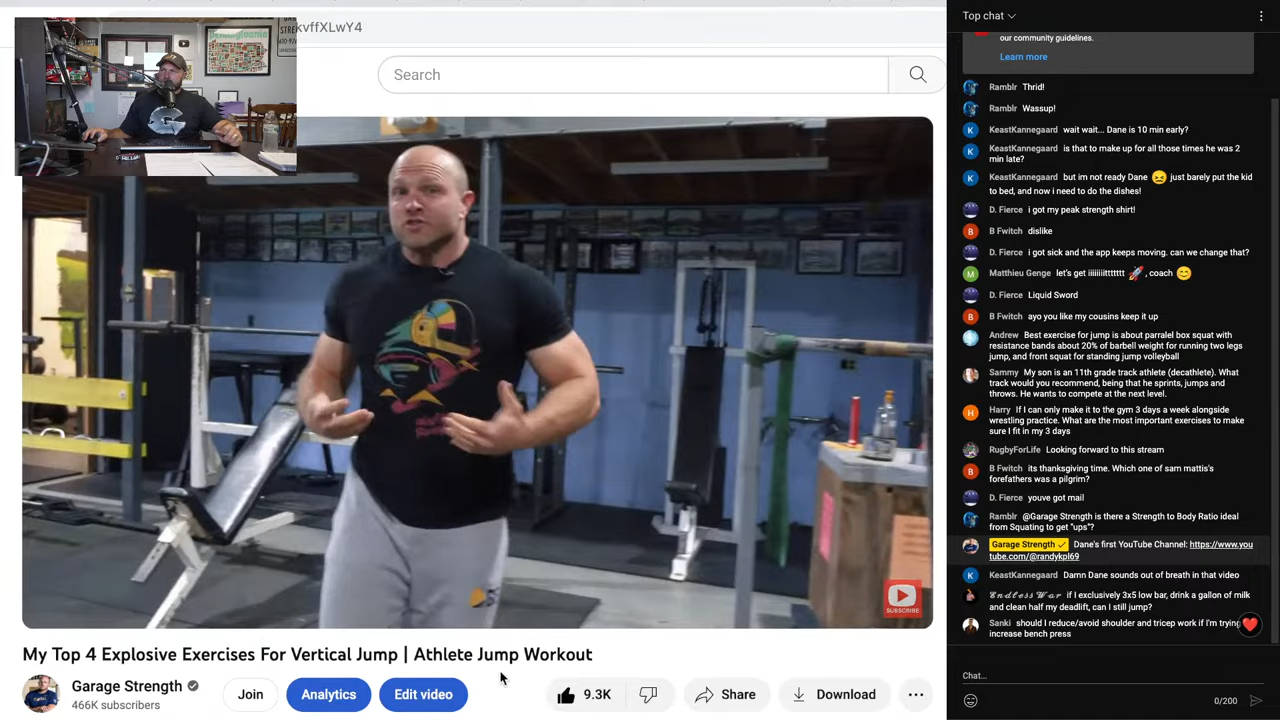 kvffXLwY4
Search
SUBSCRIBE
My Top 4 Explosive Exercises For Vertical Jump | Athlete Jump Workout
Garage Strength
466K subscribers
Join
Analytics
Edit video
9.3K
Share
Download
Top chat
our community guidelines.
Learn more
Ramblr Thrid!
Ramblr Wassup!
K KeastKannegaard wait wait... Dane is 10 min early?
K KeastKannegaard is that to make up for all those times he was 2
min late?
K KeastKannegaard but im not ready Dane 😖 just barely put the kid
to bed, and now i need to do the dishes!
D. Fierce i got my peak strength shirt!
B B Fwitch dislike
D. Fierce i got sick and the app keeps moving. can we change that?
M Matthieu Genge let's get iiiiiiiitttttttt 🚀 , coach 😊
D. Fierce Liquid Sword
B B Fwitch ayo you like my cousins keep it up
Andrew Best exercise for jump is about parralel box squat with
resistance bands about 20% of barbell weight for running two legs
jump, and front squat for standing jump volleyball
Sammy My son is an 11th grade track athlete (decathlete). What
track would you recommend, being that he sprints, jumps and
throws. He wants to compete at the next level.
H Harry If I can only make it to the gym 3 days a week alongside
wrestling practice. What are the most important exercises to make
sure I fit in my 3 days
RugbyForLife Looking forward to this stream
B B Fwitch its thanksgiving time. Which one of sam mattis's
forefathers was a pilgrim?
D. Fierce youve got mail
Ramblr @Garage Strength is there a Strength to Body Ratio ideal
from Squating to get "ups"?
Garage Strength Dane's first YouTube Channel: https://www.you
tube.com/@randykpl69
K KeastKannegaard Damn Dane sounds out of breath in that video
𝓔𝓷𝓭𝓵𝓮𝓼𝓼 𝓦𝓪𝓻 if I exclusively 3x5 low bar, drink a gallon of milk
and clean half my deadlift, can I still jump?
Sanki should I reduce/avoid shoulder and tricep work if I'm trying
increase bench press
Chat...
0/200